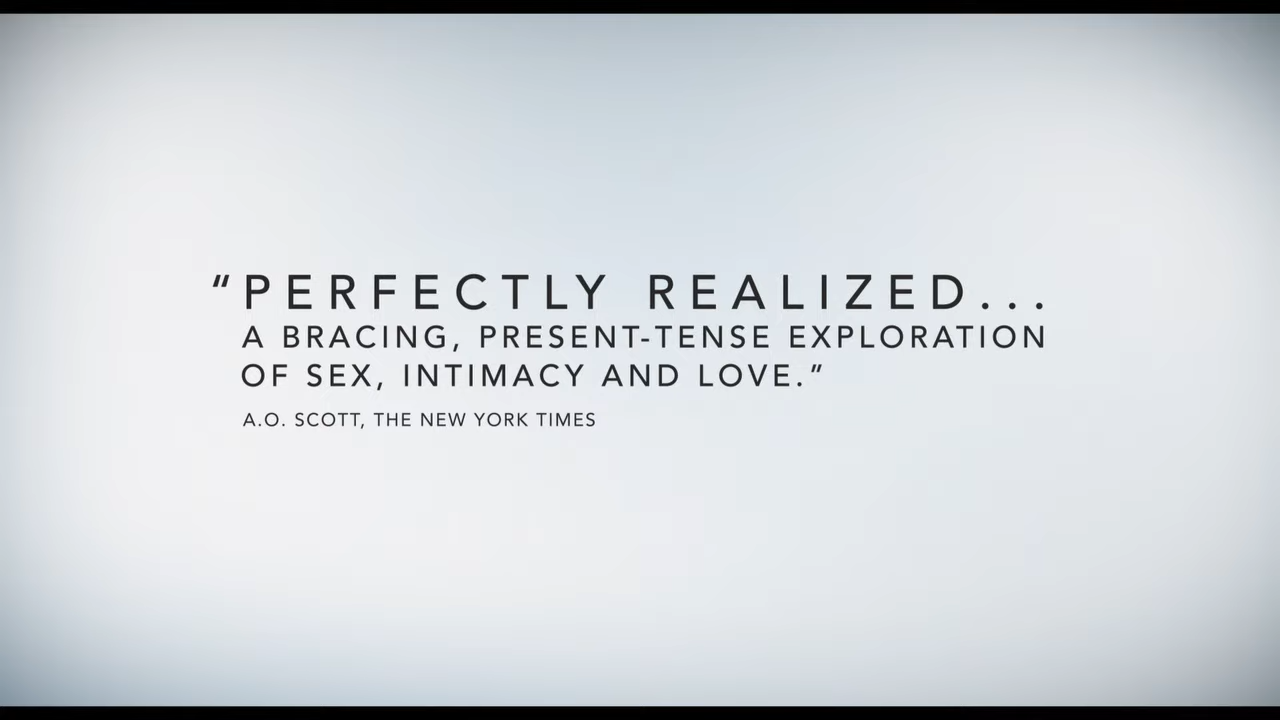 “PERFECTLY REALIZED...
A BRACING, PRESENT-TENSE EXPLORATION
OF SEX, INTIMACY AND LOVE.”
A.O. SCOTT, THE NEW YORK TIMES